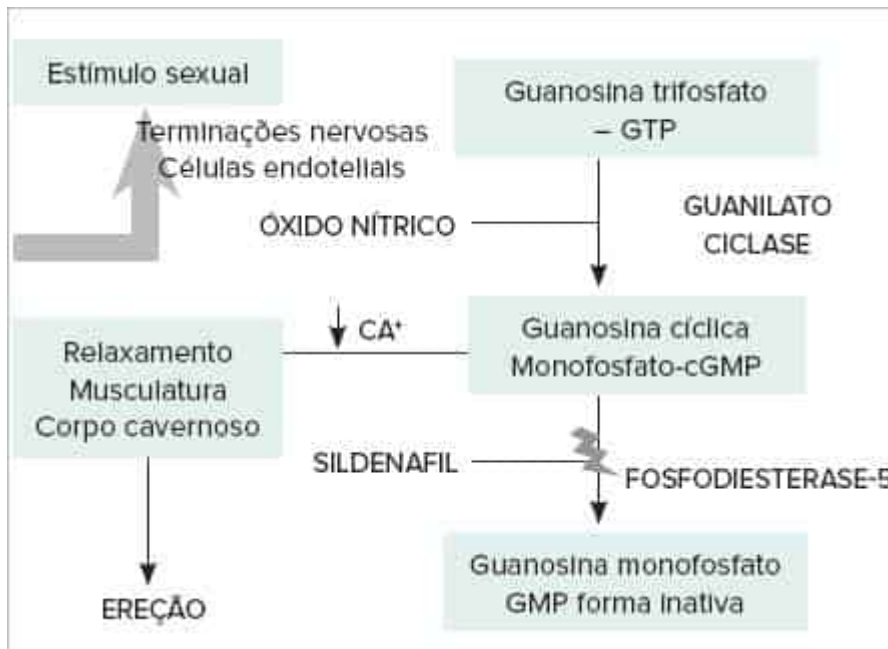 Estímulo sexual
Terminações nervosas
Células endoteliais
Guanosina trifosfato
– GTP
ÓXIDO NÍTRICO
GUANILATO
CICLASE
CA⁺
Guanosina cíclica
Monofosfato-cGMP
Relaxamento
Musculatura
Corpo cavernoso
SILDENAFIL
FOSFODIESTERASE-5
EREÇÃO
Guanosina monofosfato
GMP forma inativa